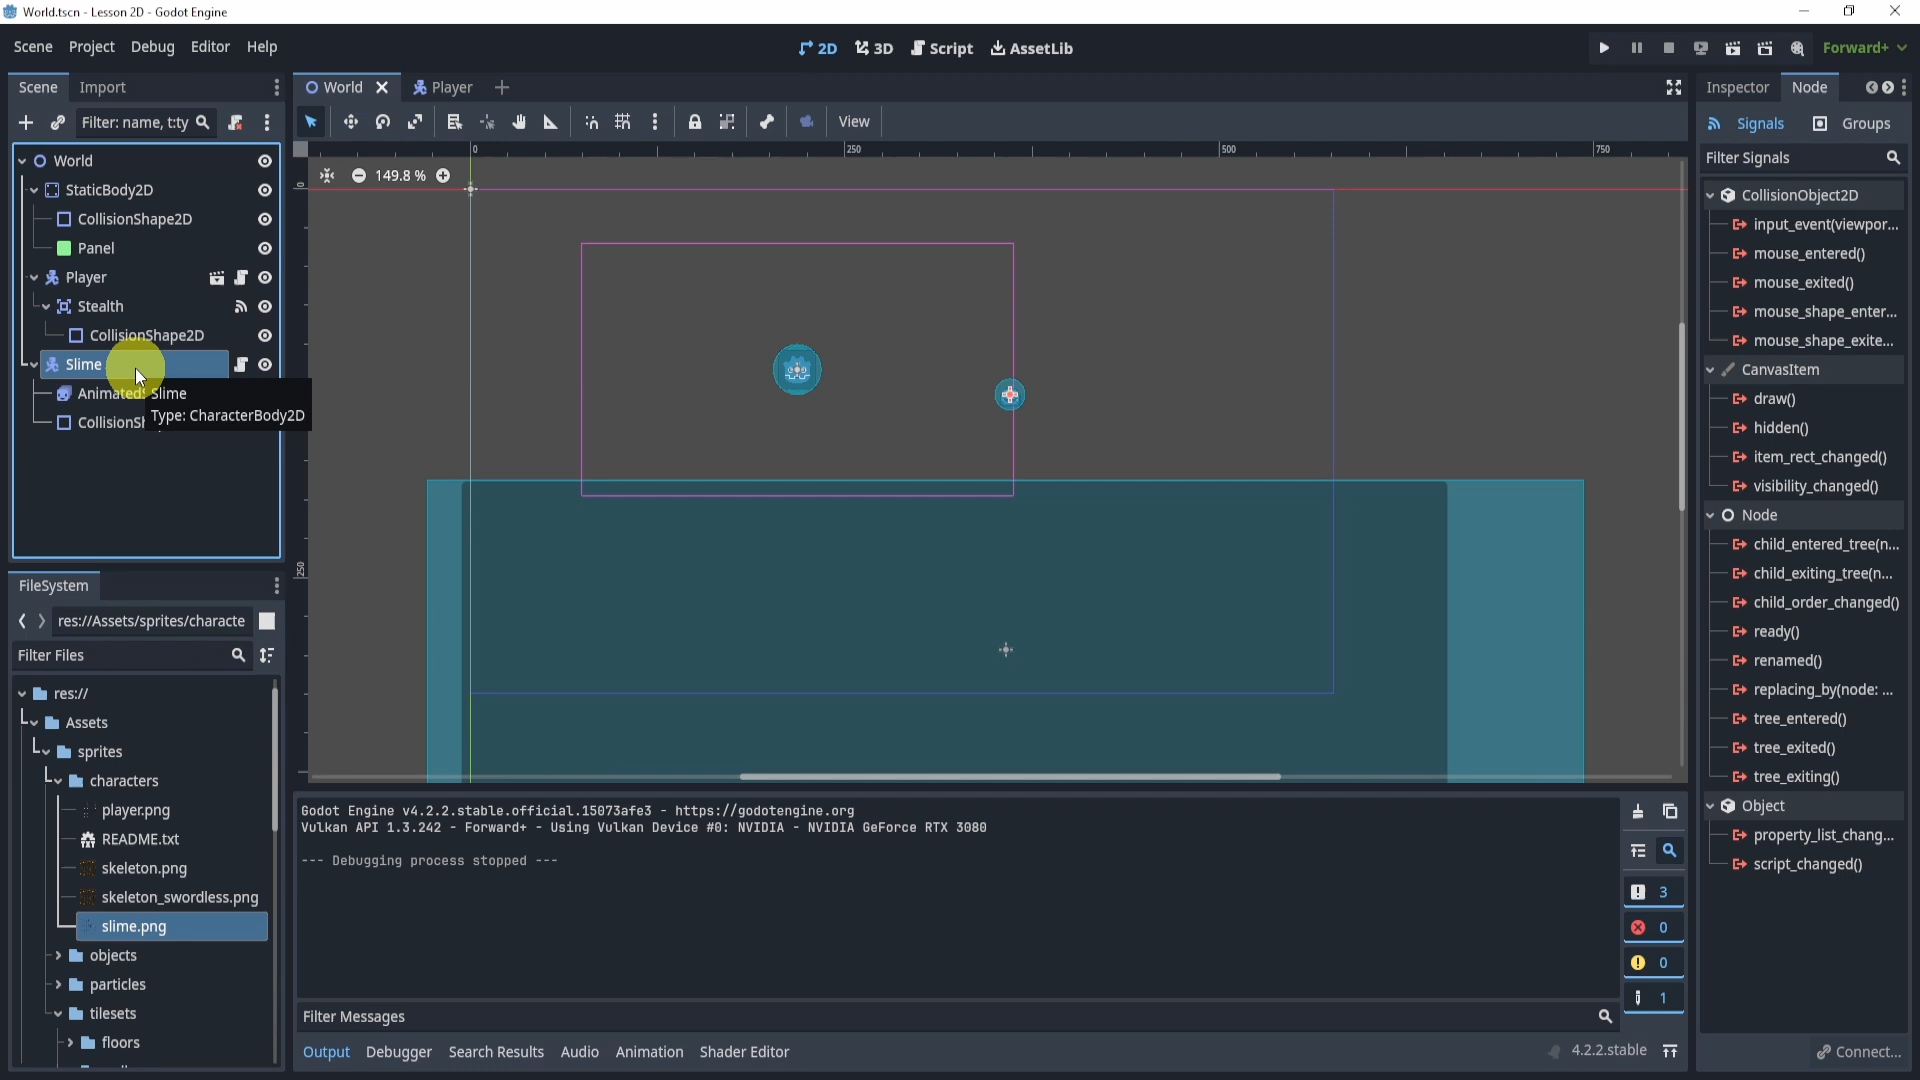 World.tscn - Lesson 2D - Godot Engine
Scene Project Debug Editor Help
2D 3D Script AssetLib
Forward+
Scene Import
World Player
Inspector Node
Filter: name, t:ty
View
Signals Groups
Filter Signals
World
StaticBody2D
CollisionShape2D
Panel
Player
Stealth
CollisionShape2D
Slime
Animated
CollisionSh
Slime
Type: CharacterBody2D
0 250 500 750
0
250
149.8 %
CollisionObject2D
input_event(viewpor...
mouse_entered()
mouse_exited()
mouse_shape_enter...
mouse_shape_exite...
CanvasItem
draw()
hidden()
item_rect_changed()
visibility_changed()
Node
child_entered_tree(n...
child_exiting_tree(n...
child_order_changed()
ready()
renamed()
replacing_by(node: ...
tree_entered()
tree_exited()
tree_exiting()
Object
property_list_chang...
script_changed()
Connect...
FileSystem
res://Assets/sprites/characte
Filter Files
res://
Assets
sprites
characters
player.png
README.txt
skeleton.png
skeleton_swordless.png
slime.png
objects
particles
tilesets
floors
Godot Engine v4.2.2.stable.official.15073afe3 - https://godotengine.org
Vulkan API 1.3.242 - Forward+ - Using Vulkan Device #0: NVIDIA - NVIDIA GeForce RTX 3080
--- Debugging process stopped ---
3
0
0
1
Filter Messages
Output Debugger Search Results Audio Animation Shader Editor
4.2.2.stable